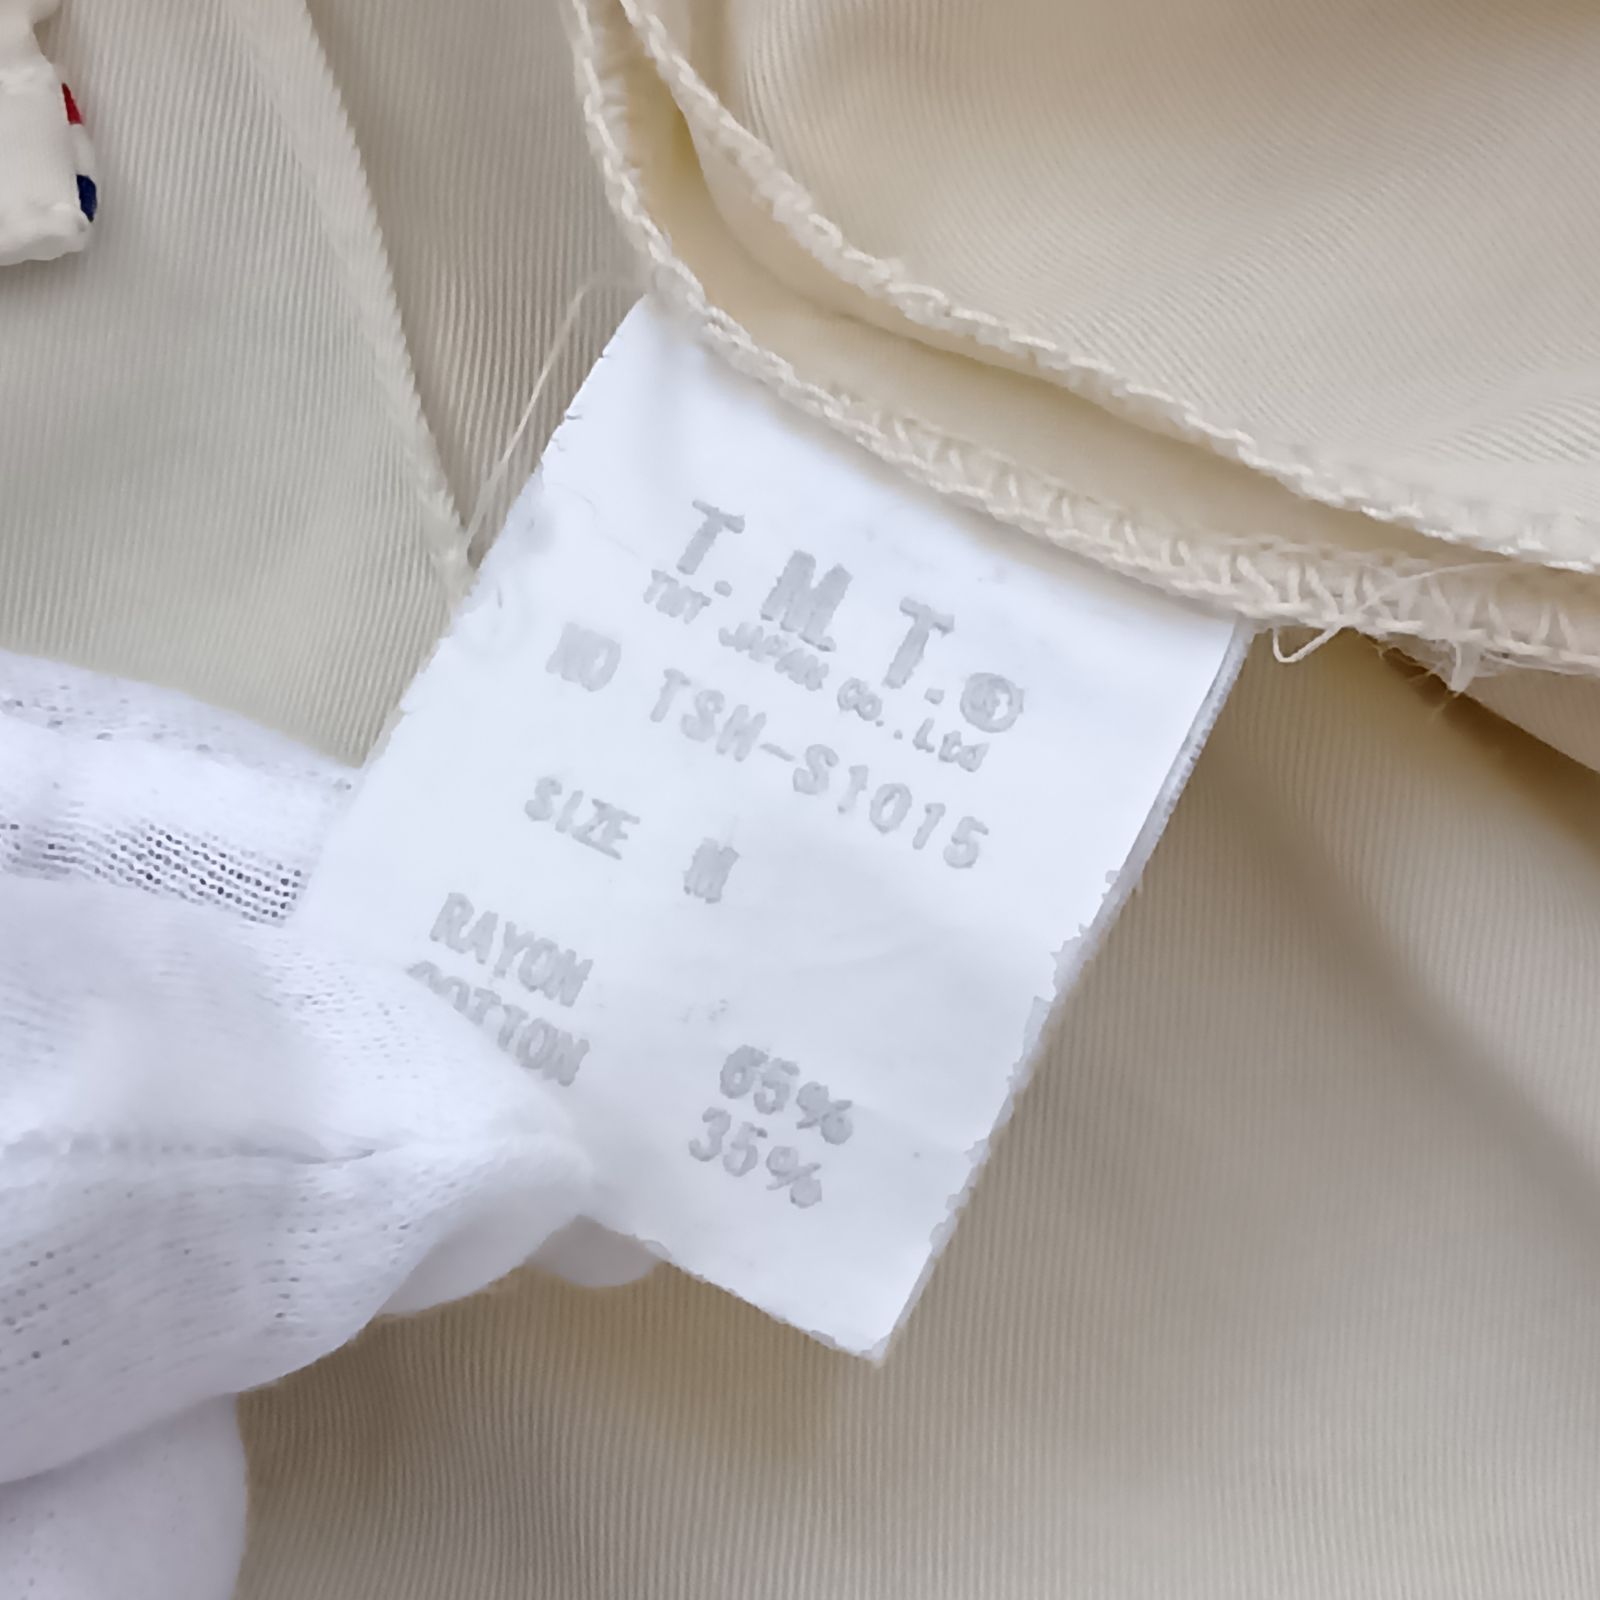 T.M.T.®
TMT JAPAN Co.,Ltd
NO TSH-S1015
SIZE M
RAYON 65%
COTTON 35%